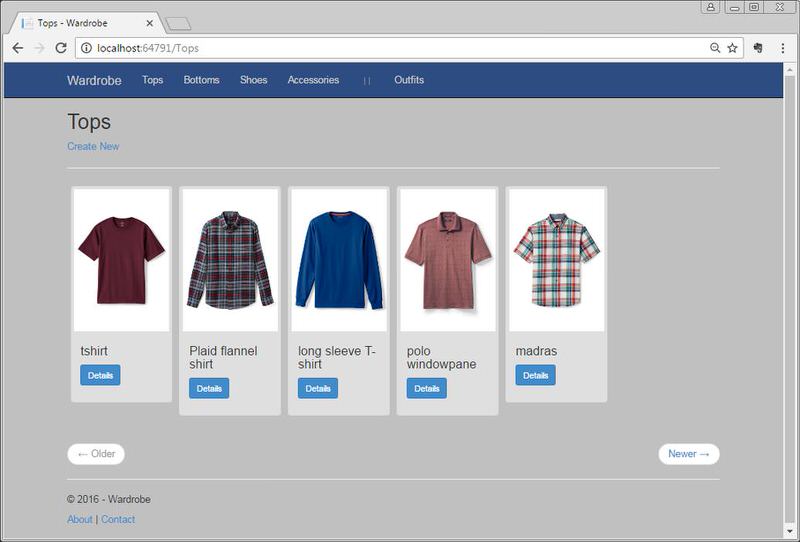 Tops - Wardrobe
localhost:64791/Tops
Wardrobe Tops Bottoms Shoes Accessories || Outfits
Tops
Create New
tshirt
Details
Plaid flannel
shirt
Details
long sleeve T-
shirt
Details
polo
windowpane
Details
madras
Details
← Older
Newer →
© 2016 - Wardrobe
About | Contact